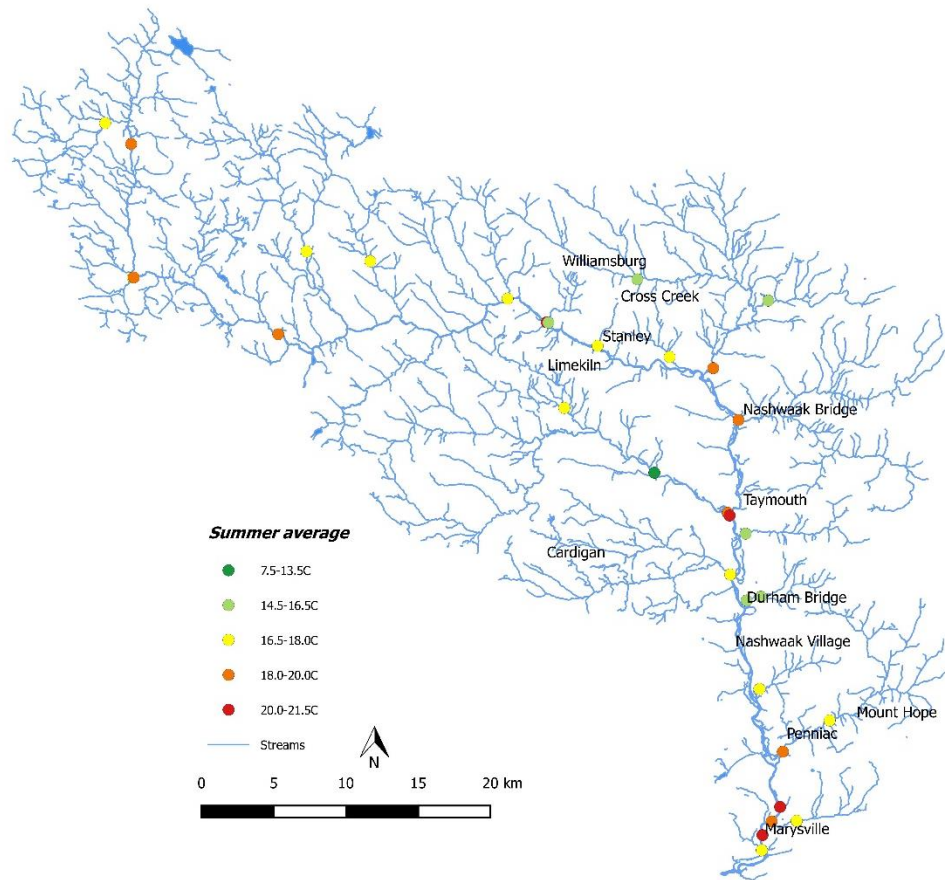 Williamsburg
Cross Creek
Stanley
Limekiln
Nashwaak Bridge
Taymouth
Cardigan
Durham Bridge
Nashwaak Village
Mount Hope
Penniac
Marysville
Summer average
7.5-13.5C
14.5-16.5C
16.5-18.0C
18.0-20.0C
20.0-21.5C
Streams
N
0 5 10 15 20 km